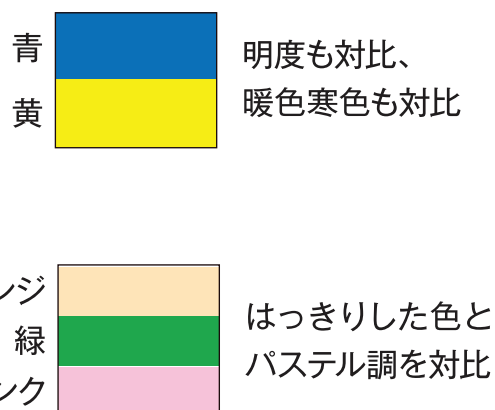 青
黄
明度も対比、
暖色寒色も対比
ンジ
緑
ンク
はっきりした色と
パステル調を対比